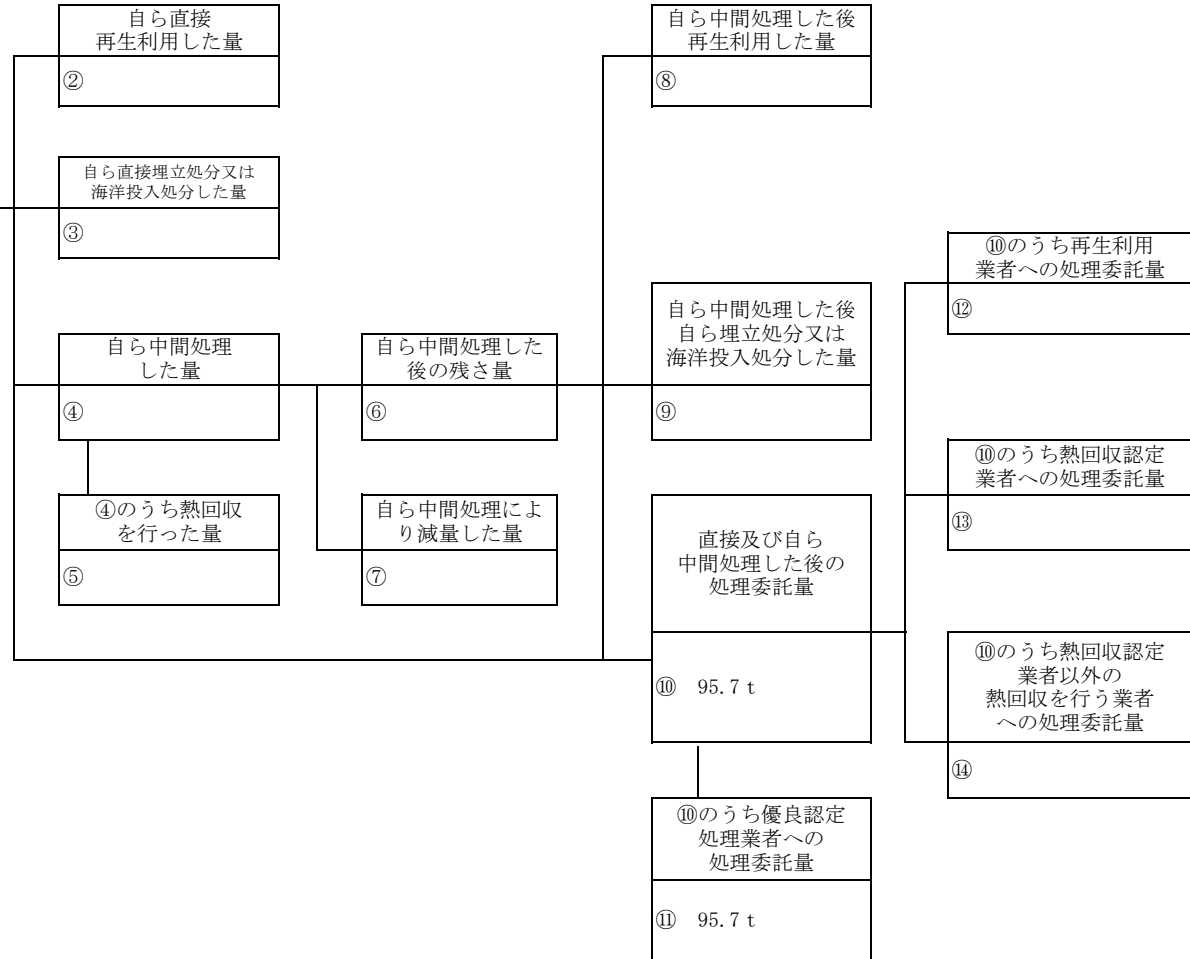 自ら直接
再生利用した量
②
自ら中間処理した後
再生利用した量
⑧
自ら直接埋立処分又は
海洋投入処分した量
③
⑩のうち再生利用
業者への処理委託量
⑫
自ら中間処理
した量
④
自ら中間処理した
後の残さ量
⑥
自ら中間処理した後
自ら埋立処分又は
海洋投入処分した量
⑨
⑩のうち熱回収認定
業者への処理委託量
⑬
④のうち熱回収
を行った量
⑤
自ら中間処理によ
り減量した量
⑦
直接及び自ら
中間処理した後の
処理委託量
⑩ 95.7 t
⑩のうち熱回収認定
業者以外の
熱回収を行う業者
への処理委託量
⑭
⑩のうち優良認定
処理業者への
処理委託量
⑪ 95.7 t